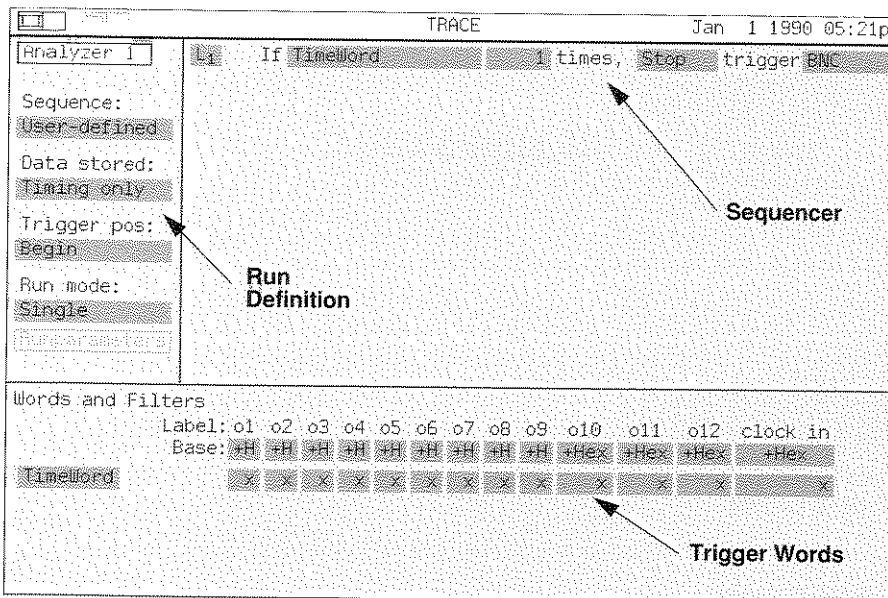 TRACE Jan 1 1990 05:21p
Analyzer 1 L1 If TimeWord 1 times, Stop trigger BNC
Sequence:
User-defined
Data stored:
Timing only
Trigger pos:
Begin
Run mode:
Single
Run parameters
Sequencer
Run
Definition
Words and Filters
Label: o1 o2 o3 o4 o5 o6 o7 o8 o9 o10 o11 o12 clock in
Base: +H +H +H +H +H +H +H +H +H +Hex +Hex +Hex +Hex
TimeWord x x x x x x x x x x x x x
Trigger Words